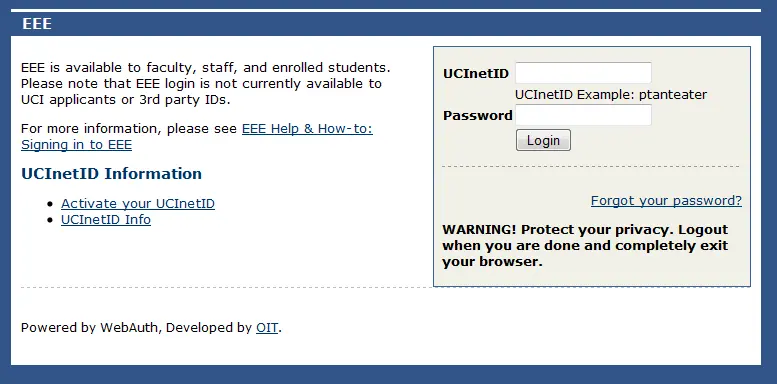 EEE
EEE is available to faculty, staff, and enrolled students.
Please note that EEE login is not currently available to
UCI applicants or 3rd party IDs.
For more information, please see EEE Help & How-to:
Signing in to EEE
UCInetID Information
Activate your UCInetID
UCInetID Info
UCInetID
UCInetID Example: ptanteater
Password
Login
Forgot your password?
WARNING! Protect your privacy. Logout
when you are done and completely exit
your browser.
Powered by WebAuth, Developed by OIT.